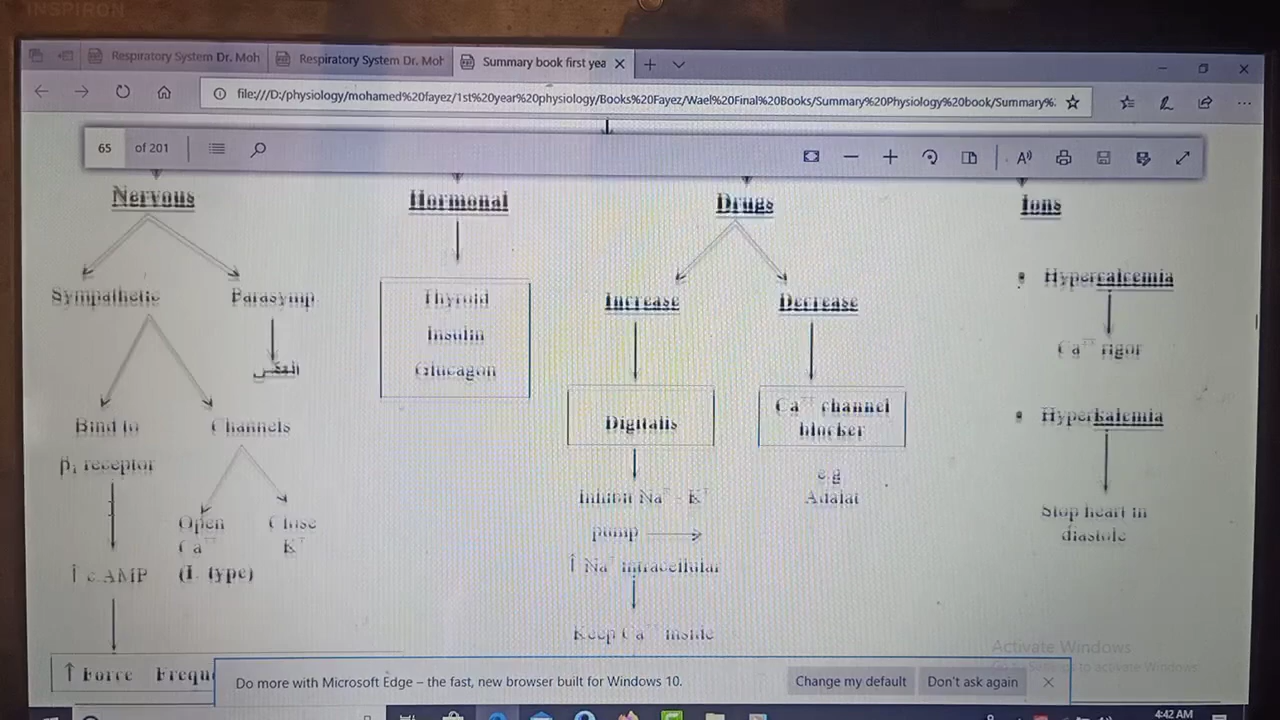 INSPIRON
Respiratory System Dr. Moh
Respiratory System Dr. Moh
Summary book first yea
file:///D:/physiology/mohamed%20fayez/1st%20year%20physiology/Books%20Fayez/Wael%20Final%20Books/Summary%20Physiology%20book/Summary%
65 of 201
Nervous
Hormonal
Drugs
Ions
Sympathetic
Parasymp.
العكس
Bind to
β₁ receptor
↑ c AMP
Channels
Open
Ca⁺⁺
(L type)
Close
K⁺
↑ Force
Thyroid
Insulin
Glucagon
Increase
Digitalis
Inhibit Na⁺ - K⁺
pump →
↑ Na⁺ intracellular
Keep Ca⁺⁺ inside
Decrease
Ca⁺⁺ channel
blocker
e.g
Adalat
• Hypercalcemia
Ca⁺⁺ rigor
• Hyperkalemia
Stop heart in
diastole
Activate Windows
to activate Windows.
Do more with Microsoft Edge – the fast, new browser built for Windows 10.
Change my default
Don't ask again
4:42 AM